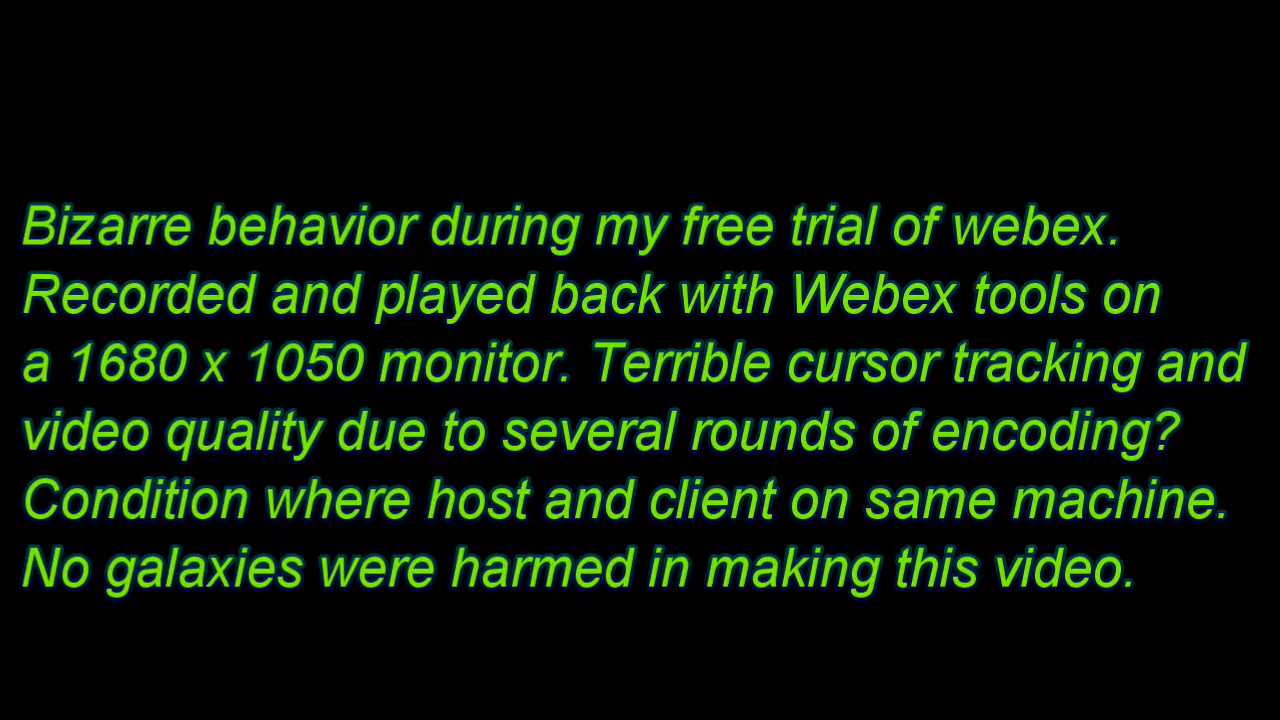 Bizarre behavior during my free trial of webex.
Recorded and played back with Webex tools on
a 1680 x 1050 monitor. Terrible cursor tracking and
video quality due to several rounds of encoding?
Condition where host and client on same machine.
No galaxies were harmed in making this video.